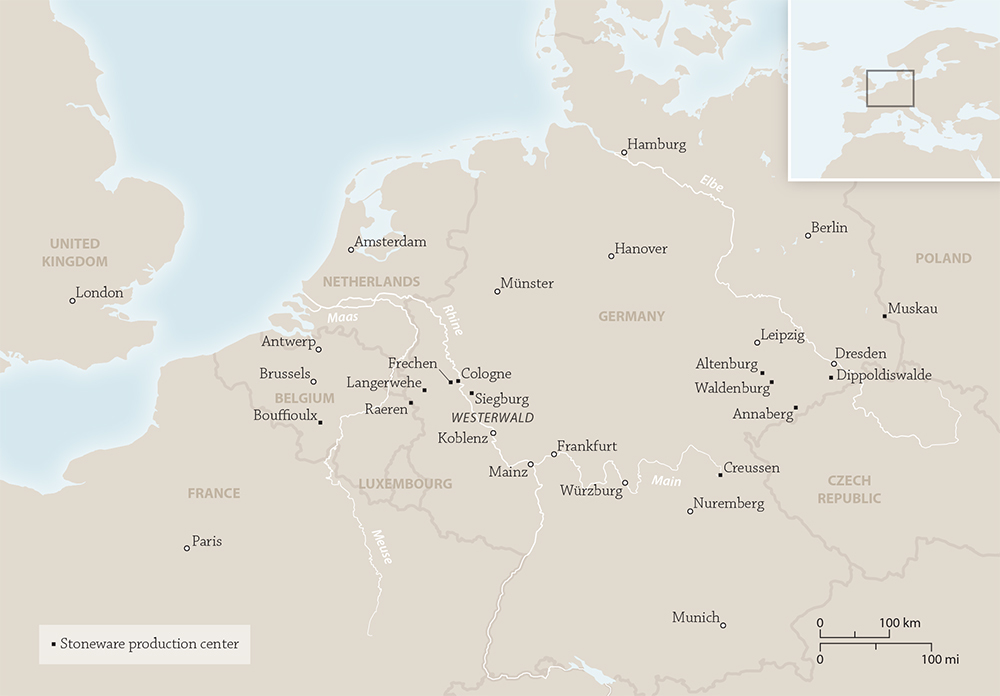 Hamburg
Elbe
Berlin
Amsterdam
Hanover
UNITED
KINGDOM
POLAND
NETHERLANDS
Münster
London
Muskau
Maas
Rhine
GERMANY
Leipzig
Antwerp
Dresden
Frechen
Altenburg
Brussels
Cologne
Dippoldiswalde
Langerwehe
Waldenburg
BELGIUM
Siegburg
Raeren
Bouffioulx
WESTERWALD
Annaberg
Koblenz
Frankfurt
Mainz
Creussen
LUXEMBOURG
Main
CZECH
REPUBLIC
FRANCE
Würzburg
Nuremberg
Paris
Meuse
Munich
Stoneware production center
0 100 km
0 100 mi